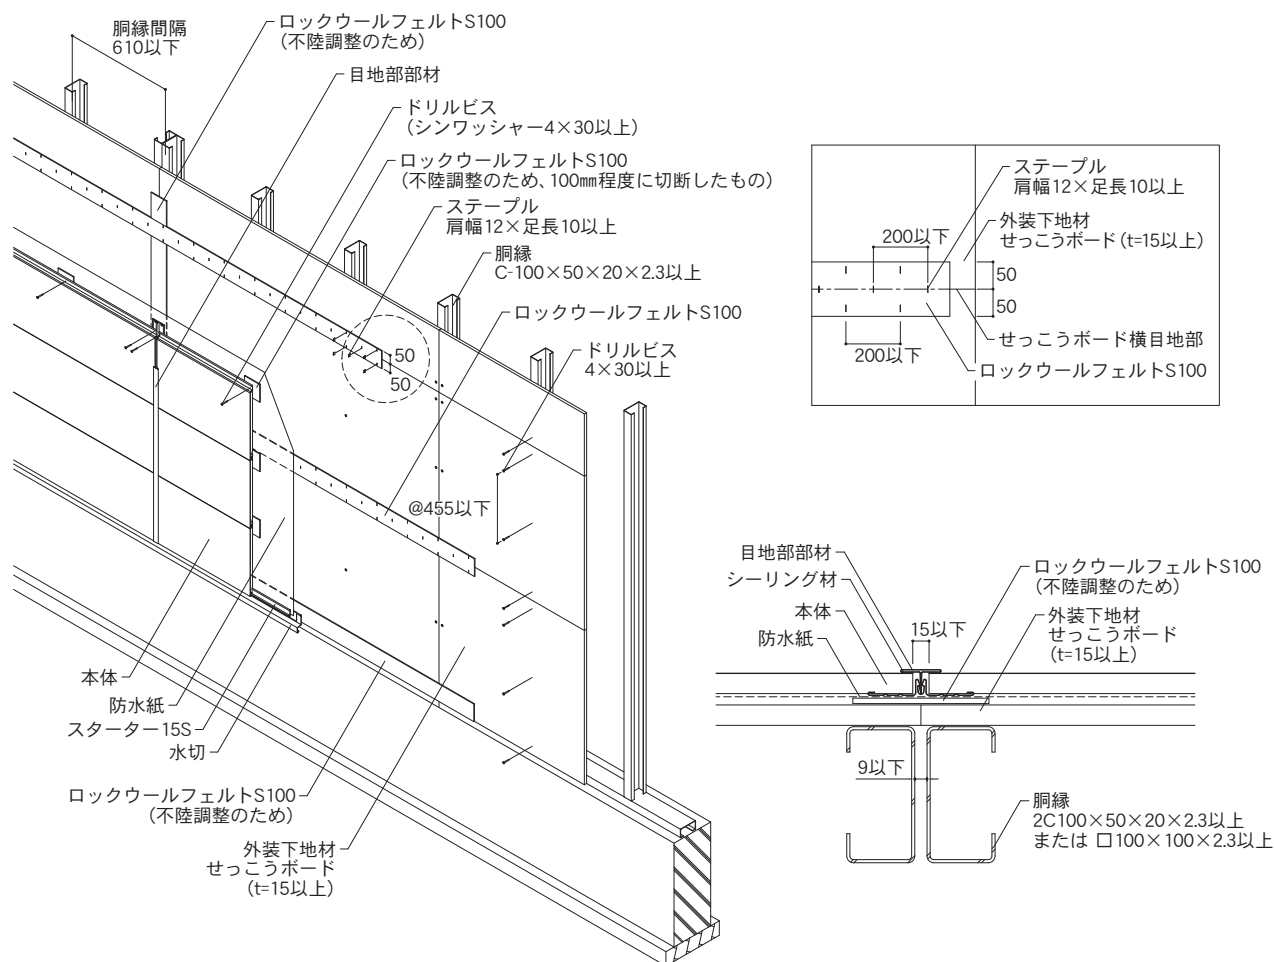 胴縁間隔
610以下
ロックウールフェルトS100
(不陸調整のため)
目地部部材
ドリルビス
(シンワッシャー4×30以上)
ロックウールフェルトS100
(不陸調整のため、100㎜程度に切断したもの)
ステープル
肩幅12×足長10以上
胴縁
C-100×50×20×2.3以上
ロックウールフェルトS100
ドリルビス
4×30以上
50
50
@455以下
本体
防水紙
スターター15S
水切
ロックウールフェルトS100
(不陸調整のため)
外装下地材
せっこうボード
(t=15以上)
ステープル
肩幅12×足長10以上
外装下地材
せっこうボード(t=15以上)
200以下
50
50
200以下
せっこうボード横目地部
ロックウールフェルトS100
目地部部材
シーリング材
本体
防水紙
15以下
ロックウールフェルトS100
(不陸調整のため)
外装下地材
せっこうボード
(t=15以上)
9以下
胴縁
2C100×50×20×2.3以上
または 口100×100×2.3以上